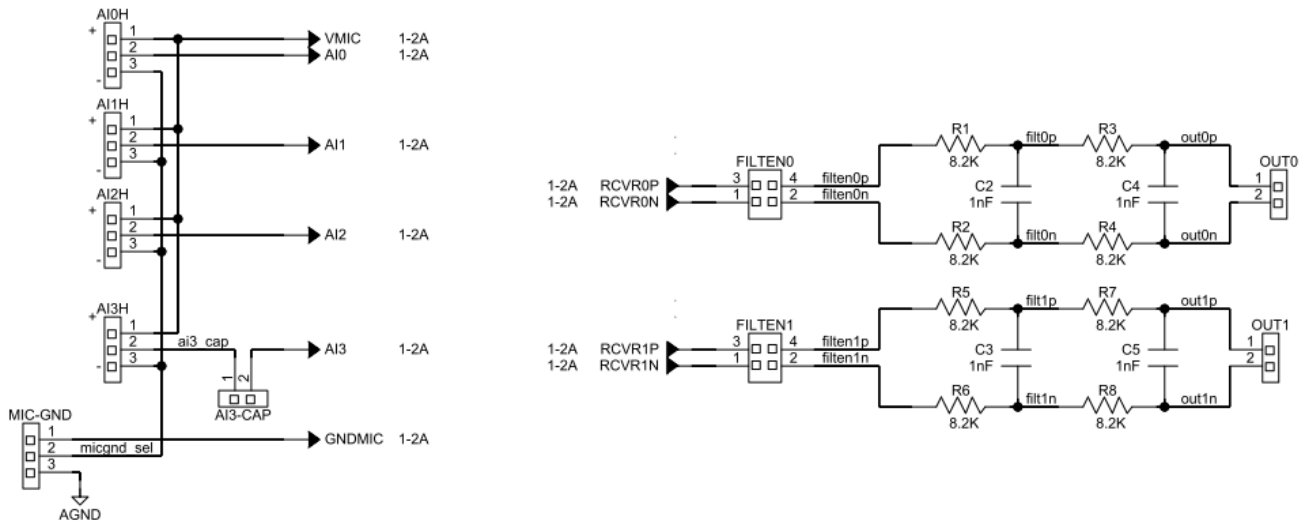 AI0H
+
1
2
3
-
VMIC 1-2A
AI0 1-2A
AI1H
+
1
2
3
-
AI1 1-2A
AI2H
+
1
2
3
-
AI2 1-2A
AI3H
+
1
2
3
-
ai3_cap
AI3 1-2A
1 2
AI3-CAP
MIC-GND
1
2
3
micgnd_sel
GNDMIC 1-2A
AGND
1-2A RCVR0P
1-2A RCVR0N
FILTEN0
3 4
1 2
filten0p
filten0n
R1
8.2K
filt0p
R3
8.2K
out0p
C2
1nF
C4
1nF
OUT0
1
2
R2
8.2K
filt0n
R4
8.2K
out0n
1-2A RCVR1P
1-2A RCVR1N
FILTEN1
3 4
1 2
filten1p
filten1n
R5
8.2K
filt1p
R7
8.2K
out1p
C3
1nF
C5
1nF
OUT1
1
2
R6
8.2K
filt1n
R8
8.2K
out1n